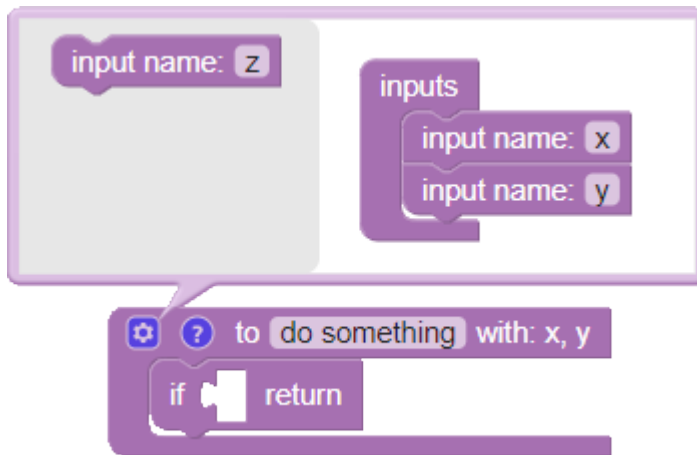 input name: z
inputs
input name: x
input name: y
? to do something with: x, y
if return